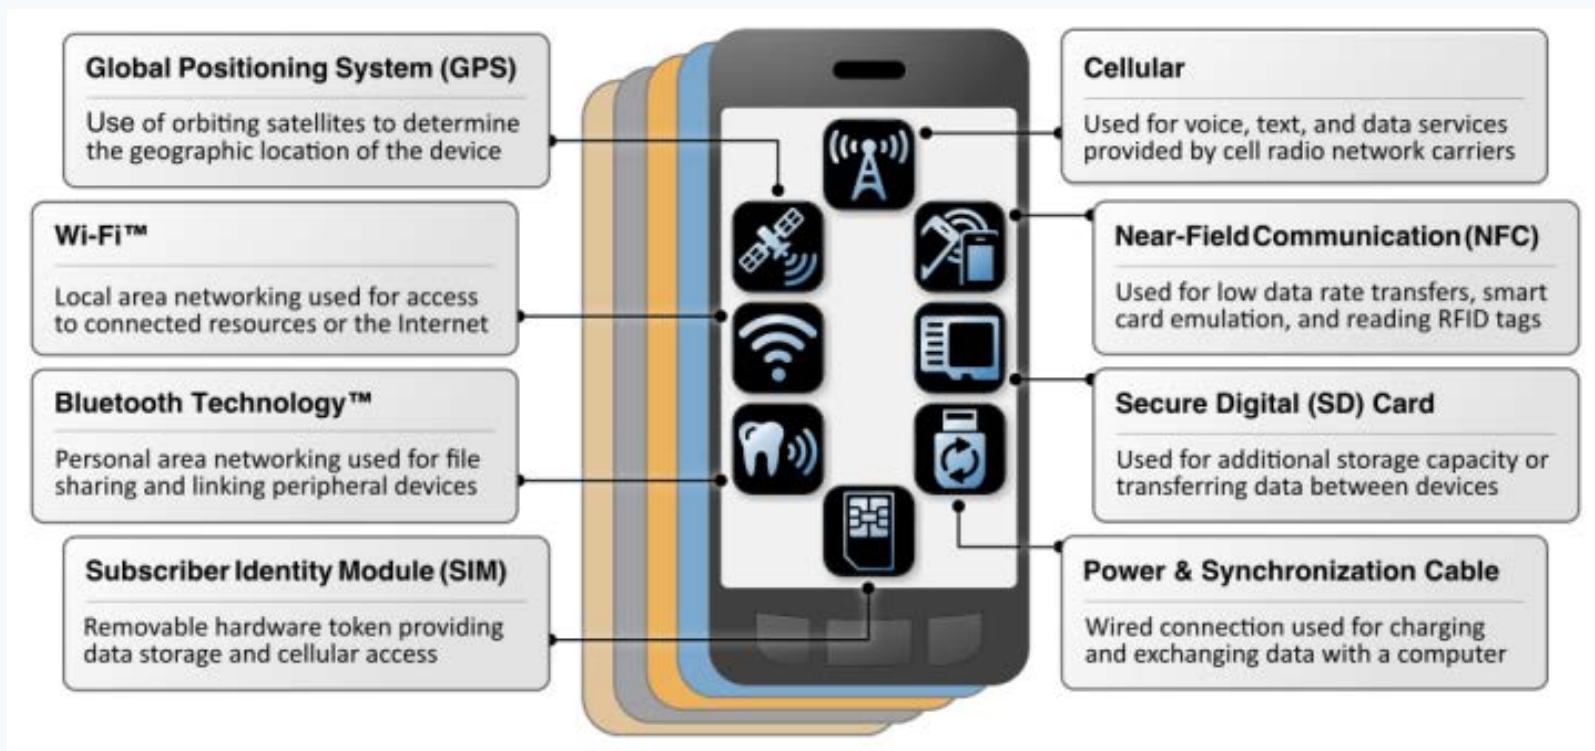 Global Positioning System (GPS)
Use of orbiting satellites to determine
the geographic location of the device
Wi-Fi™
Local area networking used for access
to connected resources or the Internet
Bluetooth Technology™
Personal area networking used for file
sharing and linking peripheral devices
Subscriber Identity Module (SIM)
Removable hardware token providing
data storage and cellular access
Cellular
Used for voice, text, and data services
provided by cell radio network carriers
Near-Field Communication (NFC)
Used for low data rate transfers, smart
card emulation, and reading RFID tags
Secure Digital (SD) Card
Used for additional storage capacity or
transferring data between devices
Power & Synchronization Cable
Wired connection used for charging
and exchanging data with a computer